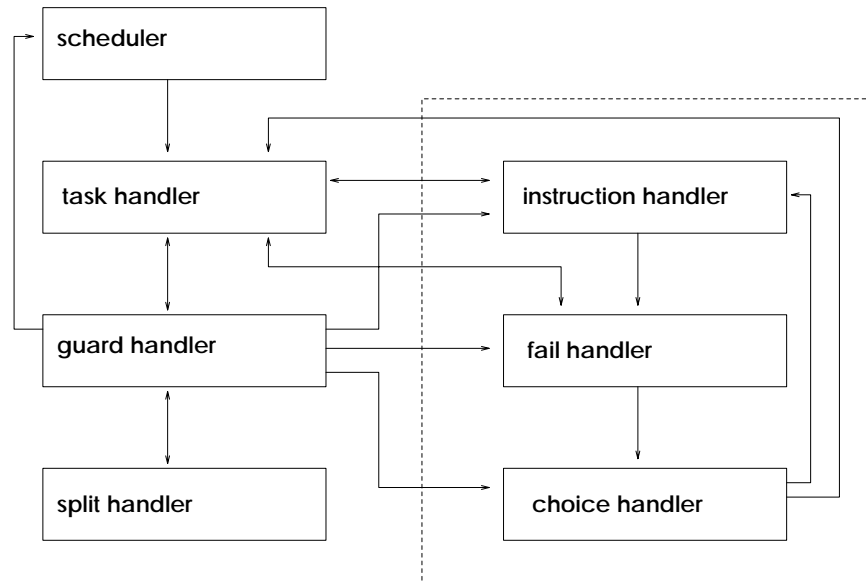 scheduler
task handler
instruction handler
guard handler
fail handler
split handler
choice handler